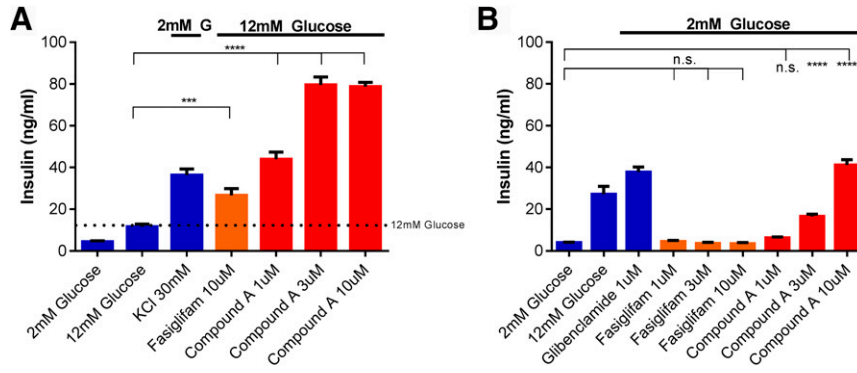 A
2mM G 12mM Glucose
****
***
Insulin (ng/ml)
100
80
60
40
20
0
12mM Glucose
2mM Glucose
12mM Glucose
KCl 30mM
Fasiglifam 10uM
Compound A 1uM
Compound A 3uM
Compound A 10uM
B
2mM Glucose
n.s. n.s. **** ****
Insulin (ng/ml)
100
80
60
40
20
0
2mM Glucose
12mM Glucose
Glibenclamide 1uM
Fasiglifam 1uM
Fasiglifam 3uM
Fasiglifam 10uM
Compound A 1uM
Compound A 3uM
Compound A 10uM